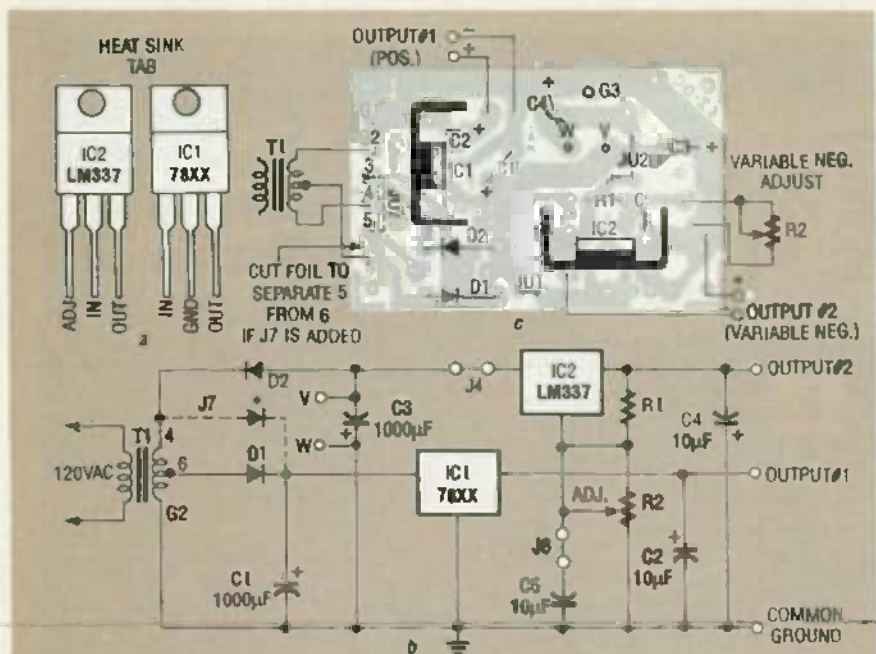 HEAT SINK
TAB
IC2
LM337
IC1
78XX
ADJ
IN
OUT
IN
GND
OUT
a
OUTPUT#1
(POS.)
−
+
T1
2
3
5
C2
IC1
D2
D1
C4
+
G3
W
V
JU2
R1
IC2
+
VARIABLE NEG.
ADJUST
R2
OUTPUT #2
(VARIABLE NEG.)
CUT FOIL TO
SEPARATE 5
FROM 6
IF J7 IS ADDED
c
120VAC
T1
4
6
G2
J7
D2
D1
V
W
C3
1000µF
C1
1000µF
J4
IC2
LM337
IC1
78XX
R1
ADJ.
R2
J6
C5
10µF
C4
10µF
C2
10µF
OUTPUT#2
OUTPUT#1
COMMON
GROUND
b